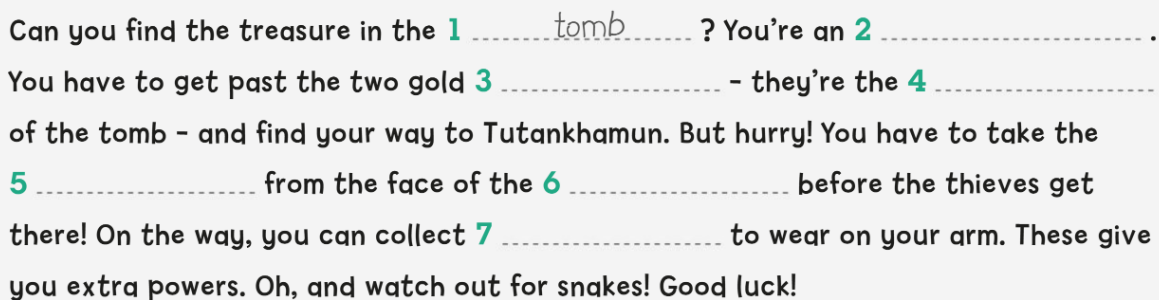 Can you find the treasure in the 1 tomb ? You're an 2 .
You have to get past the two gold 3 – they're the 4
of the tomb – and find your way to Tutankhamun. But hurry! You have to take the
5 from the face of the 6 before the thieves get
there! On the way, you can collect 7 to wear on your arm. These give
you extra powers. Oh, and watch out for snakes! Good luck!